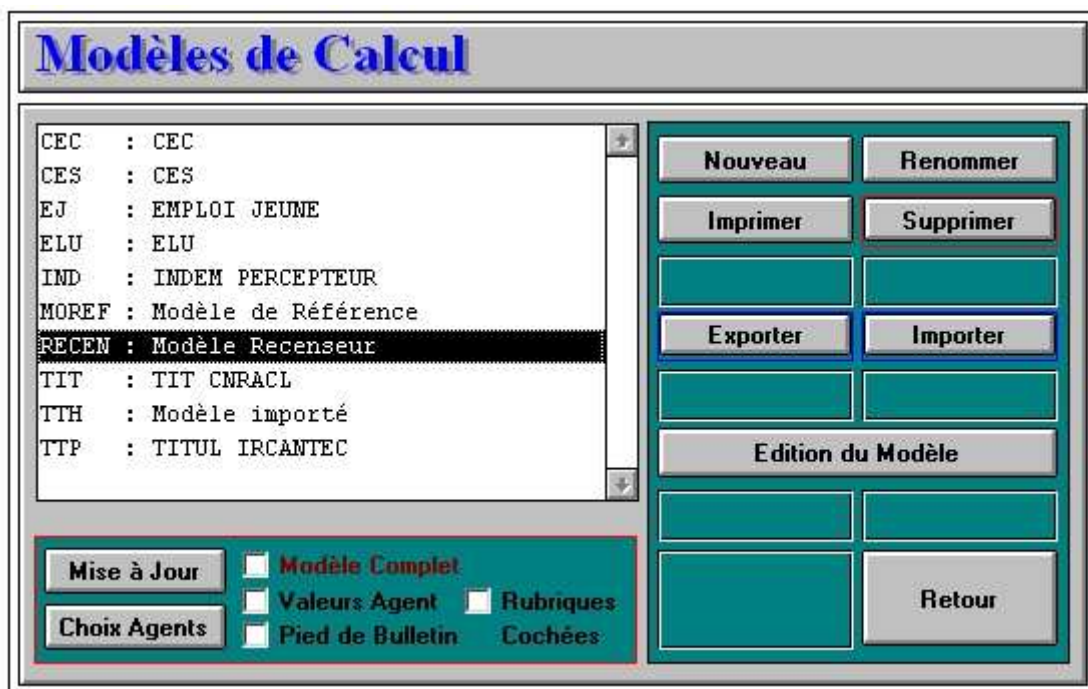 Modèles de Calcul
CEC : CEC
CES : CES
EJ : EMPLOI JEUNE
ELU : ELU
IND : INDEM PERCEPTEUR
MOREF : Modèle de Référence
RECEN : Modèle Recenseur
TIT : TIT CNRACL
TTH : Modèle importé
TTP : TITUL IRCANTEC
Nouveau Renommer
Imprimer Supprimer
Exporter Importer
Edition du Modèle
Retour
Mise à Jour
Choix Agents
Modèle Complet
Valeurs Agent Rubriques
Pied de Bulletin Cochées